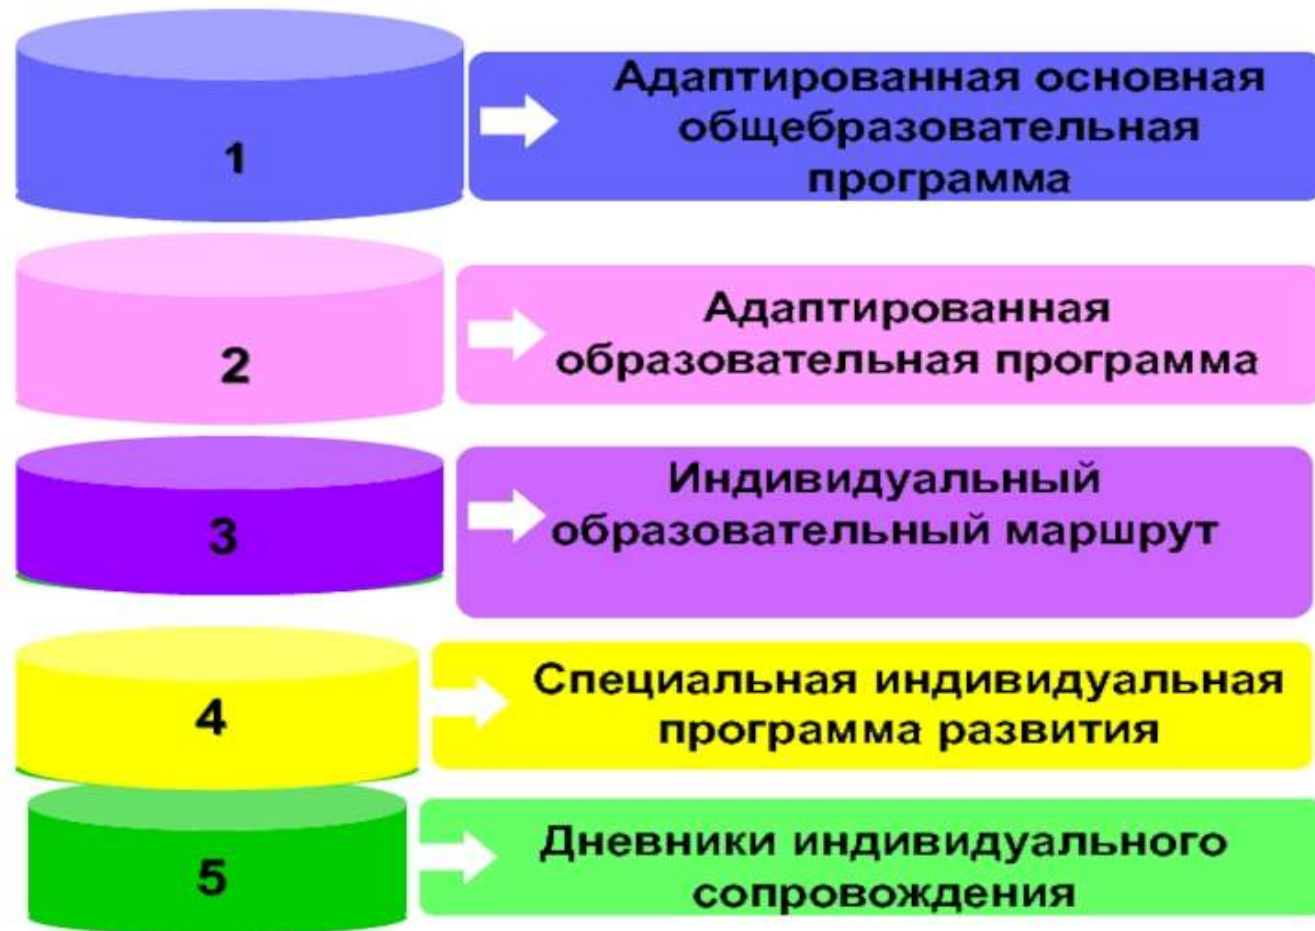 1
Адаптированная основная
общебразовательная
программа
2
Адаптированная
образовательная программа
3
Индивидуальный
образовательный маршрут
4
Специальная индивидуальная
программа развития
5
Дневники индивидуального
сопровождения